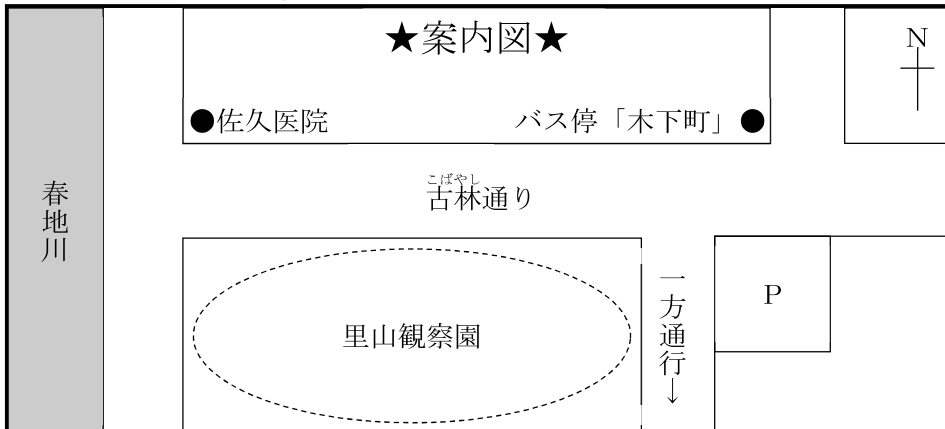 ★案内図★
N
●佐久医院
バス停「木下町」●
こばやし
古林通り
春地川
里山観察園
一方通行→
P